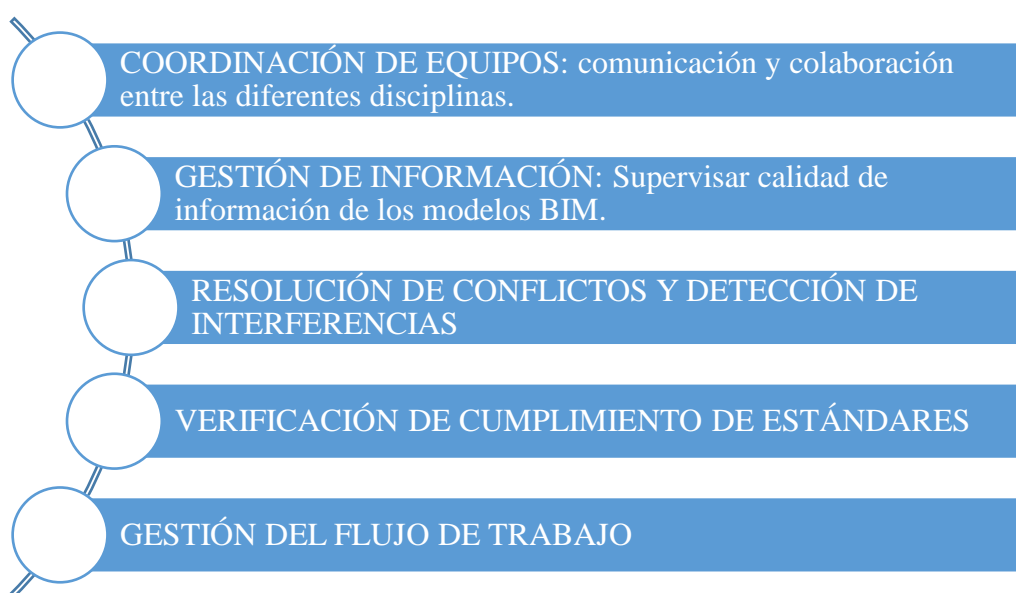 COORDINACIÓN DE EQUIPOS: comunicación y colaboración
entre las diferentes disciplinas.
GESTIÓN DE INFORMACIÓN: Supervisar calidad de
información de los modelos BIM.
RESOLUCIÓN DE CONFLICTOS Y DETECCIÓN DE
INTERFERENCIAS
VERIFICACIÓN DE CUMPLIMIENTO DE ESTÁNDARES
GESTIÓN DEL FLUJO DE TRABAJO